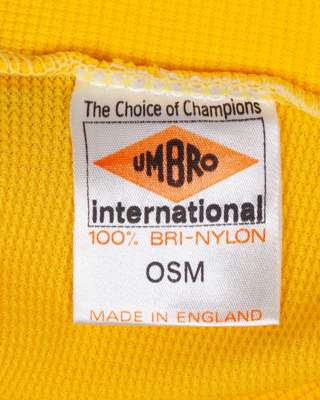 The Choice of Champions
UMBRO
international
100% BRI-NYLON
OSM
MADE IN ENGLAND